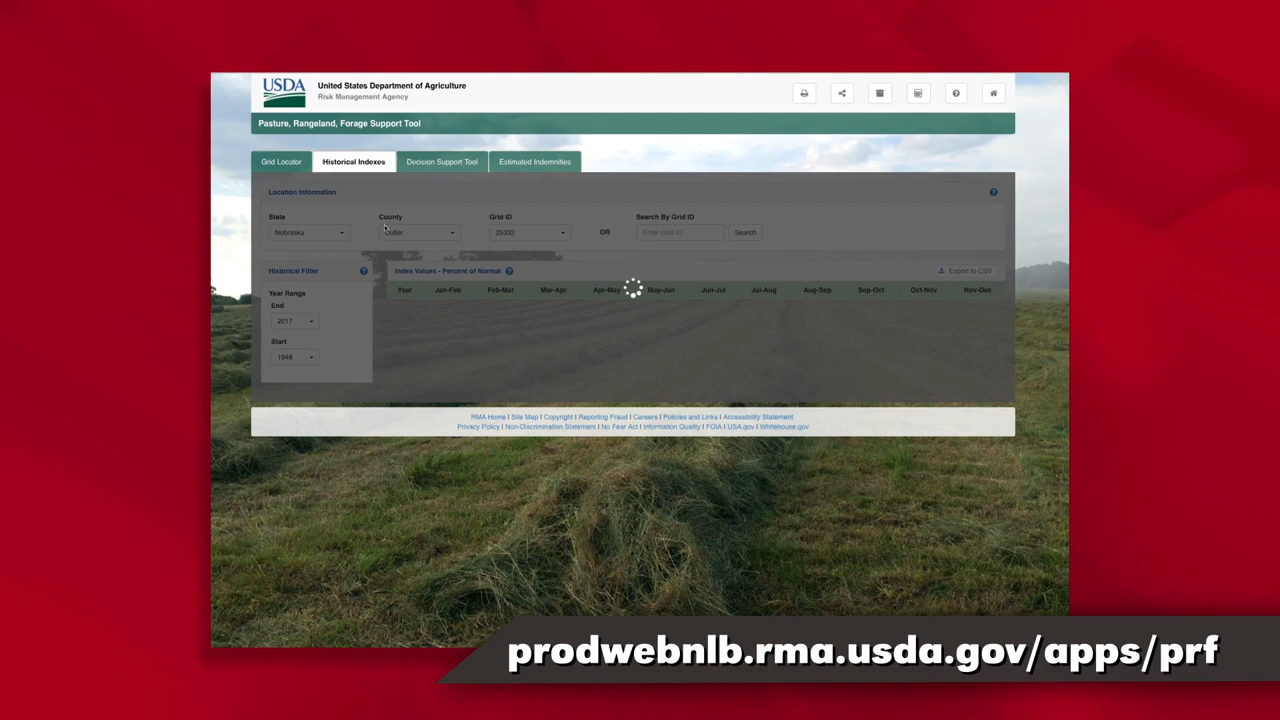 USDA
United States Department of Agriculture
Risk Management Agency
Pasture, Rangeland, Forage Support Tool
Grid Locator Historical Indexes Decision Support Tool Estimated Indemnities
Location Information
State County Grid ID Search By Grid ID
Nebraska Butler 25332 OR Enter Grid ID Search
Historical Filter Index Values - Percent of Normal Export to CSV
Year Jan-Feb Feb-Mar Mar-Apr Apr-May May-Jun Jun-Jul Jul-Aug Aug-Sep Sep-Oct Oct-Nov Nov-Dec
Year Range
End
2017
Start
1948
RMA Home | Site Map | Copyright | Reporting Fraud | Careers | Policies and Links | Accessibility Statement
Privacy Policy | Non-Discrimination Statement | No Fear Act | Information Quality | FOIA | USA.gov | Whitehouse.gov
prodwebnlb.rma.usda.gov/apps/prf